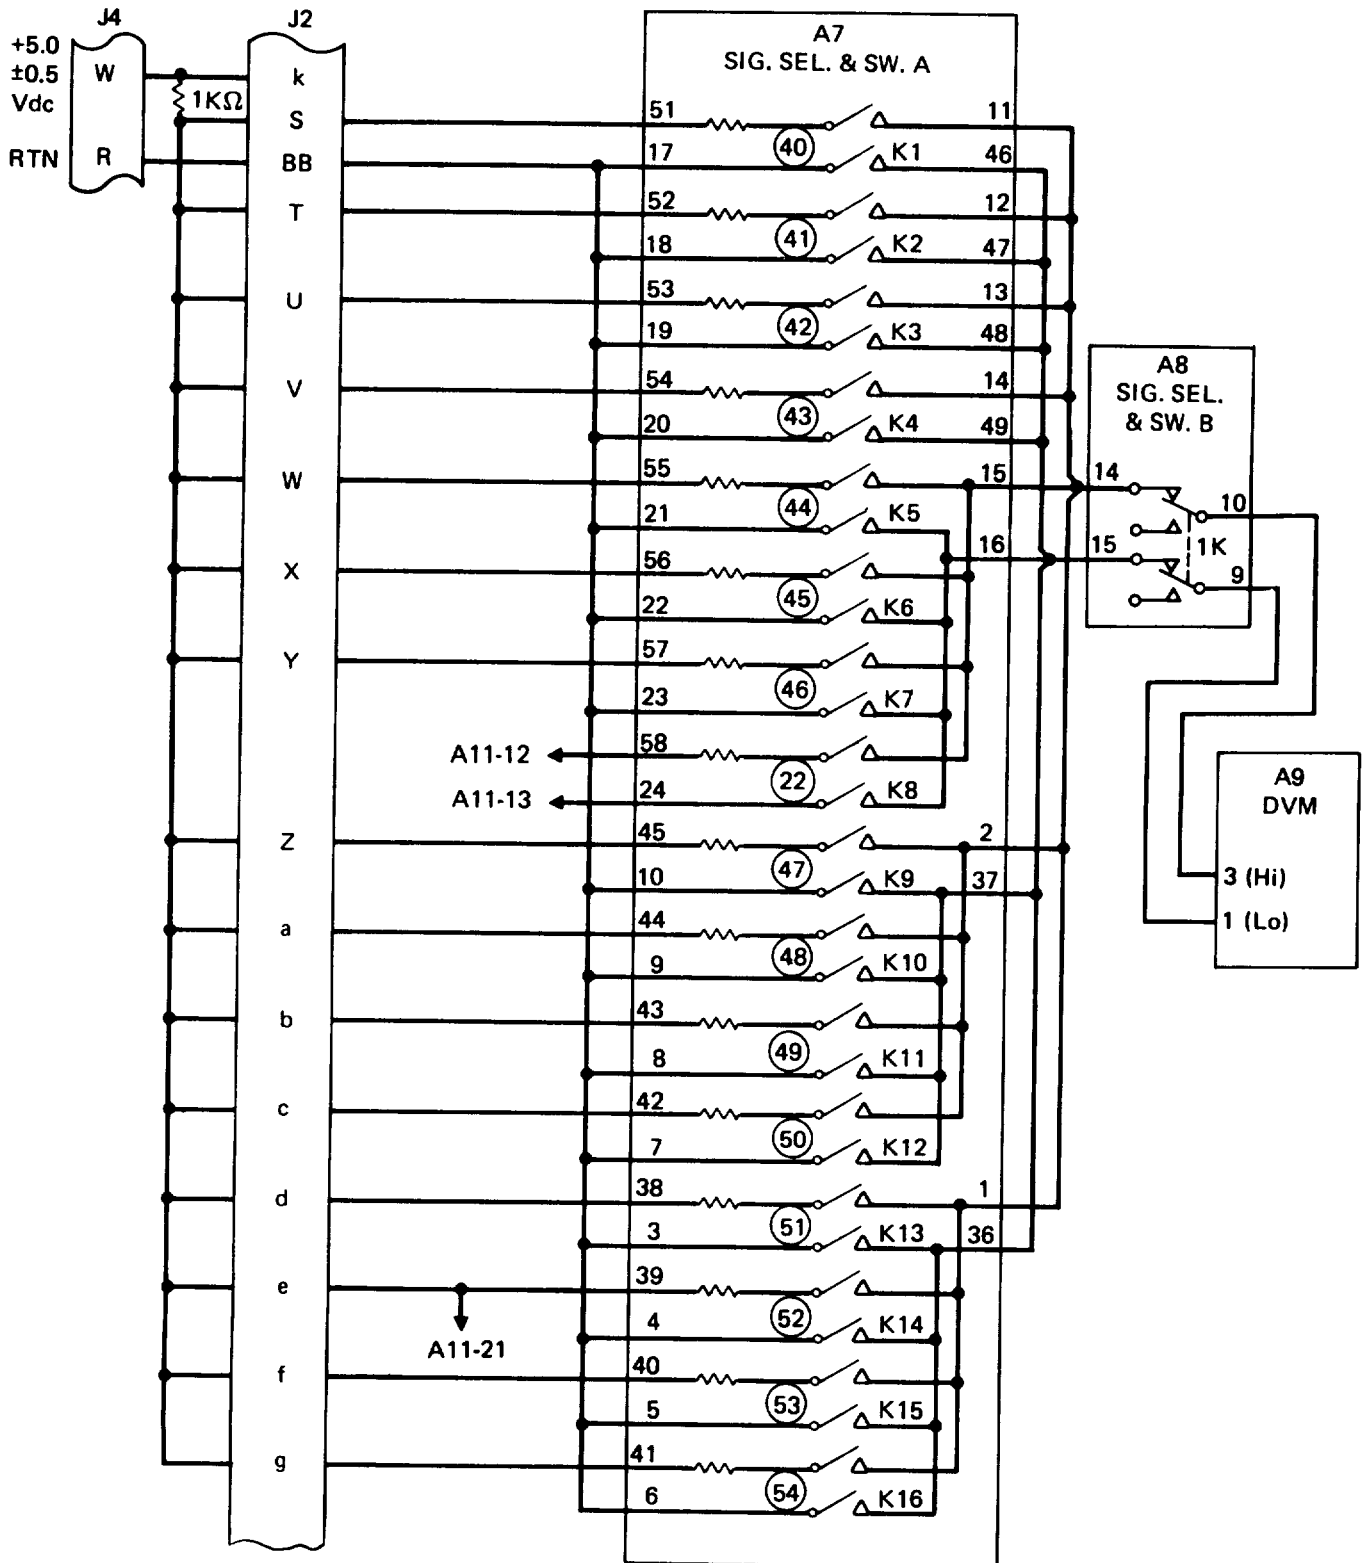 J4 J2
A7
SIG. SEL. & SW. A
+5.0
±0.5
Vdc
W k
1KΩ
S 51 40 11
RTN R BB 17 K1 46
T 52 41 12
18 K2 47
U 53 42 13
19 K3 48
V 54 43 14
20 K4 49
A8
SIG. SEL.
& SW. B
W 55 44 15 14
10
21 K5
1K
16 15
9
X 56 45
22 K6
Y 57 46
23 K7
A11-12 58 22
A11-13 24 K8
A9
DVM
3 (Hi)
1 (Lo)
Z 45 47 2
10 K9 37
a 44 48
9 K10
b 43 49
8 K11
c 42 50
7 K12
d 38 51 1
3 K13 36
e 39 52
4 K14
A11-21
f 40 53
5 K15
g 41 54
6 K16